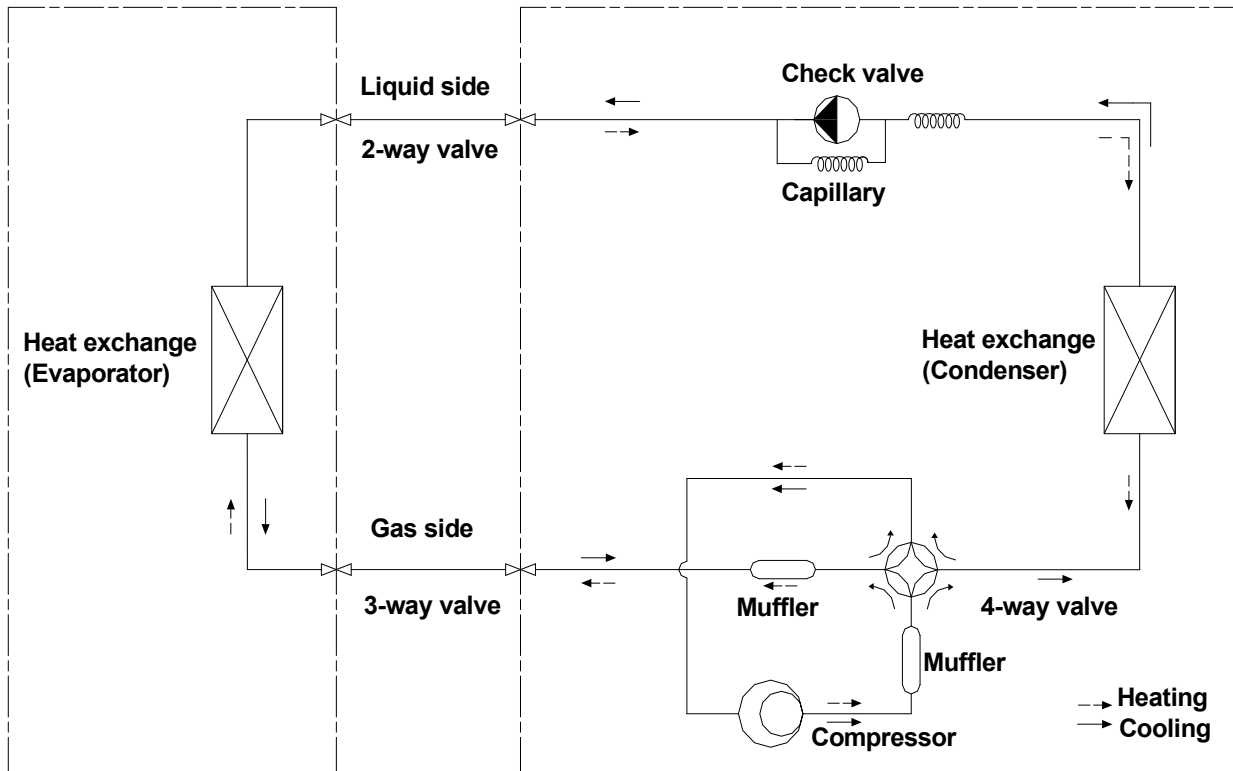 Check valve
Liquid side
2-way valve
Capillary
Heat exchange
(Evaporator)
Heat exchange
(Condenser)
Gas side
3-way valve
Muffler
4-way valve
Muffler
Heating
Cooling
Compressor